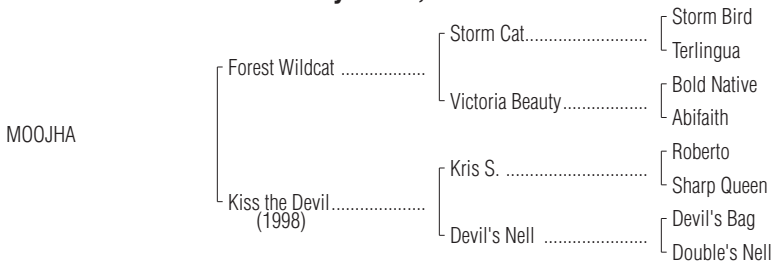 Storm Bird
Storm Cat......................
Terlingua
Forest Wildcat ..................
Bold Native
Victoria Beauty...............
Abifaith
MOOJHA
Roberto
Kris S. .........................
Sharp Queen
Kiss the Devil....................
(1998)
Devil's Bag
Devil's Nell ....................
Double's Nell